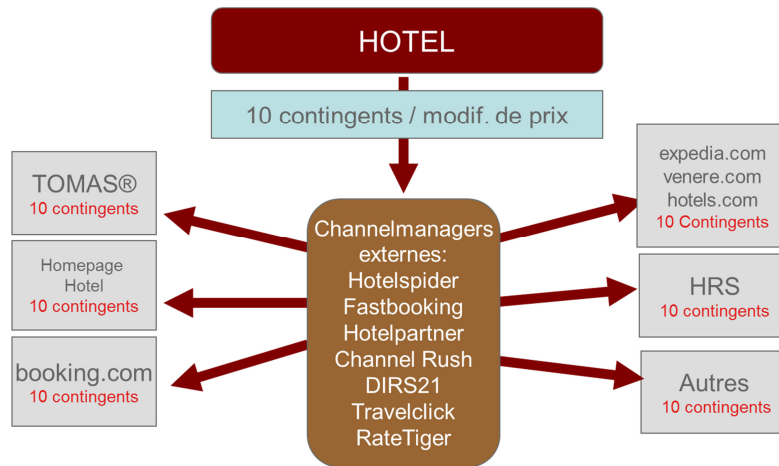 HOTEL
10 contingents / modif. de prix
TOMAS®
10 contingents
Homepage
Hotel
10 contingents
booking.com
10 contingents
Channelmanagers
externes:
Hotelspider
Fastbooking
Hotelpartner
Channel Rush
DIRS21
Travelclick
RateTiger
expedia.com
venere.com
hotels.com
10 Contingents
HRS
10 contingents
Autres
10 contingents